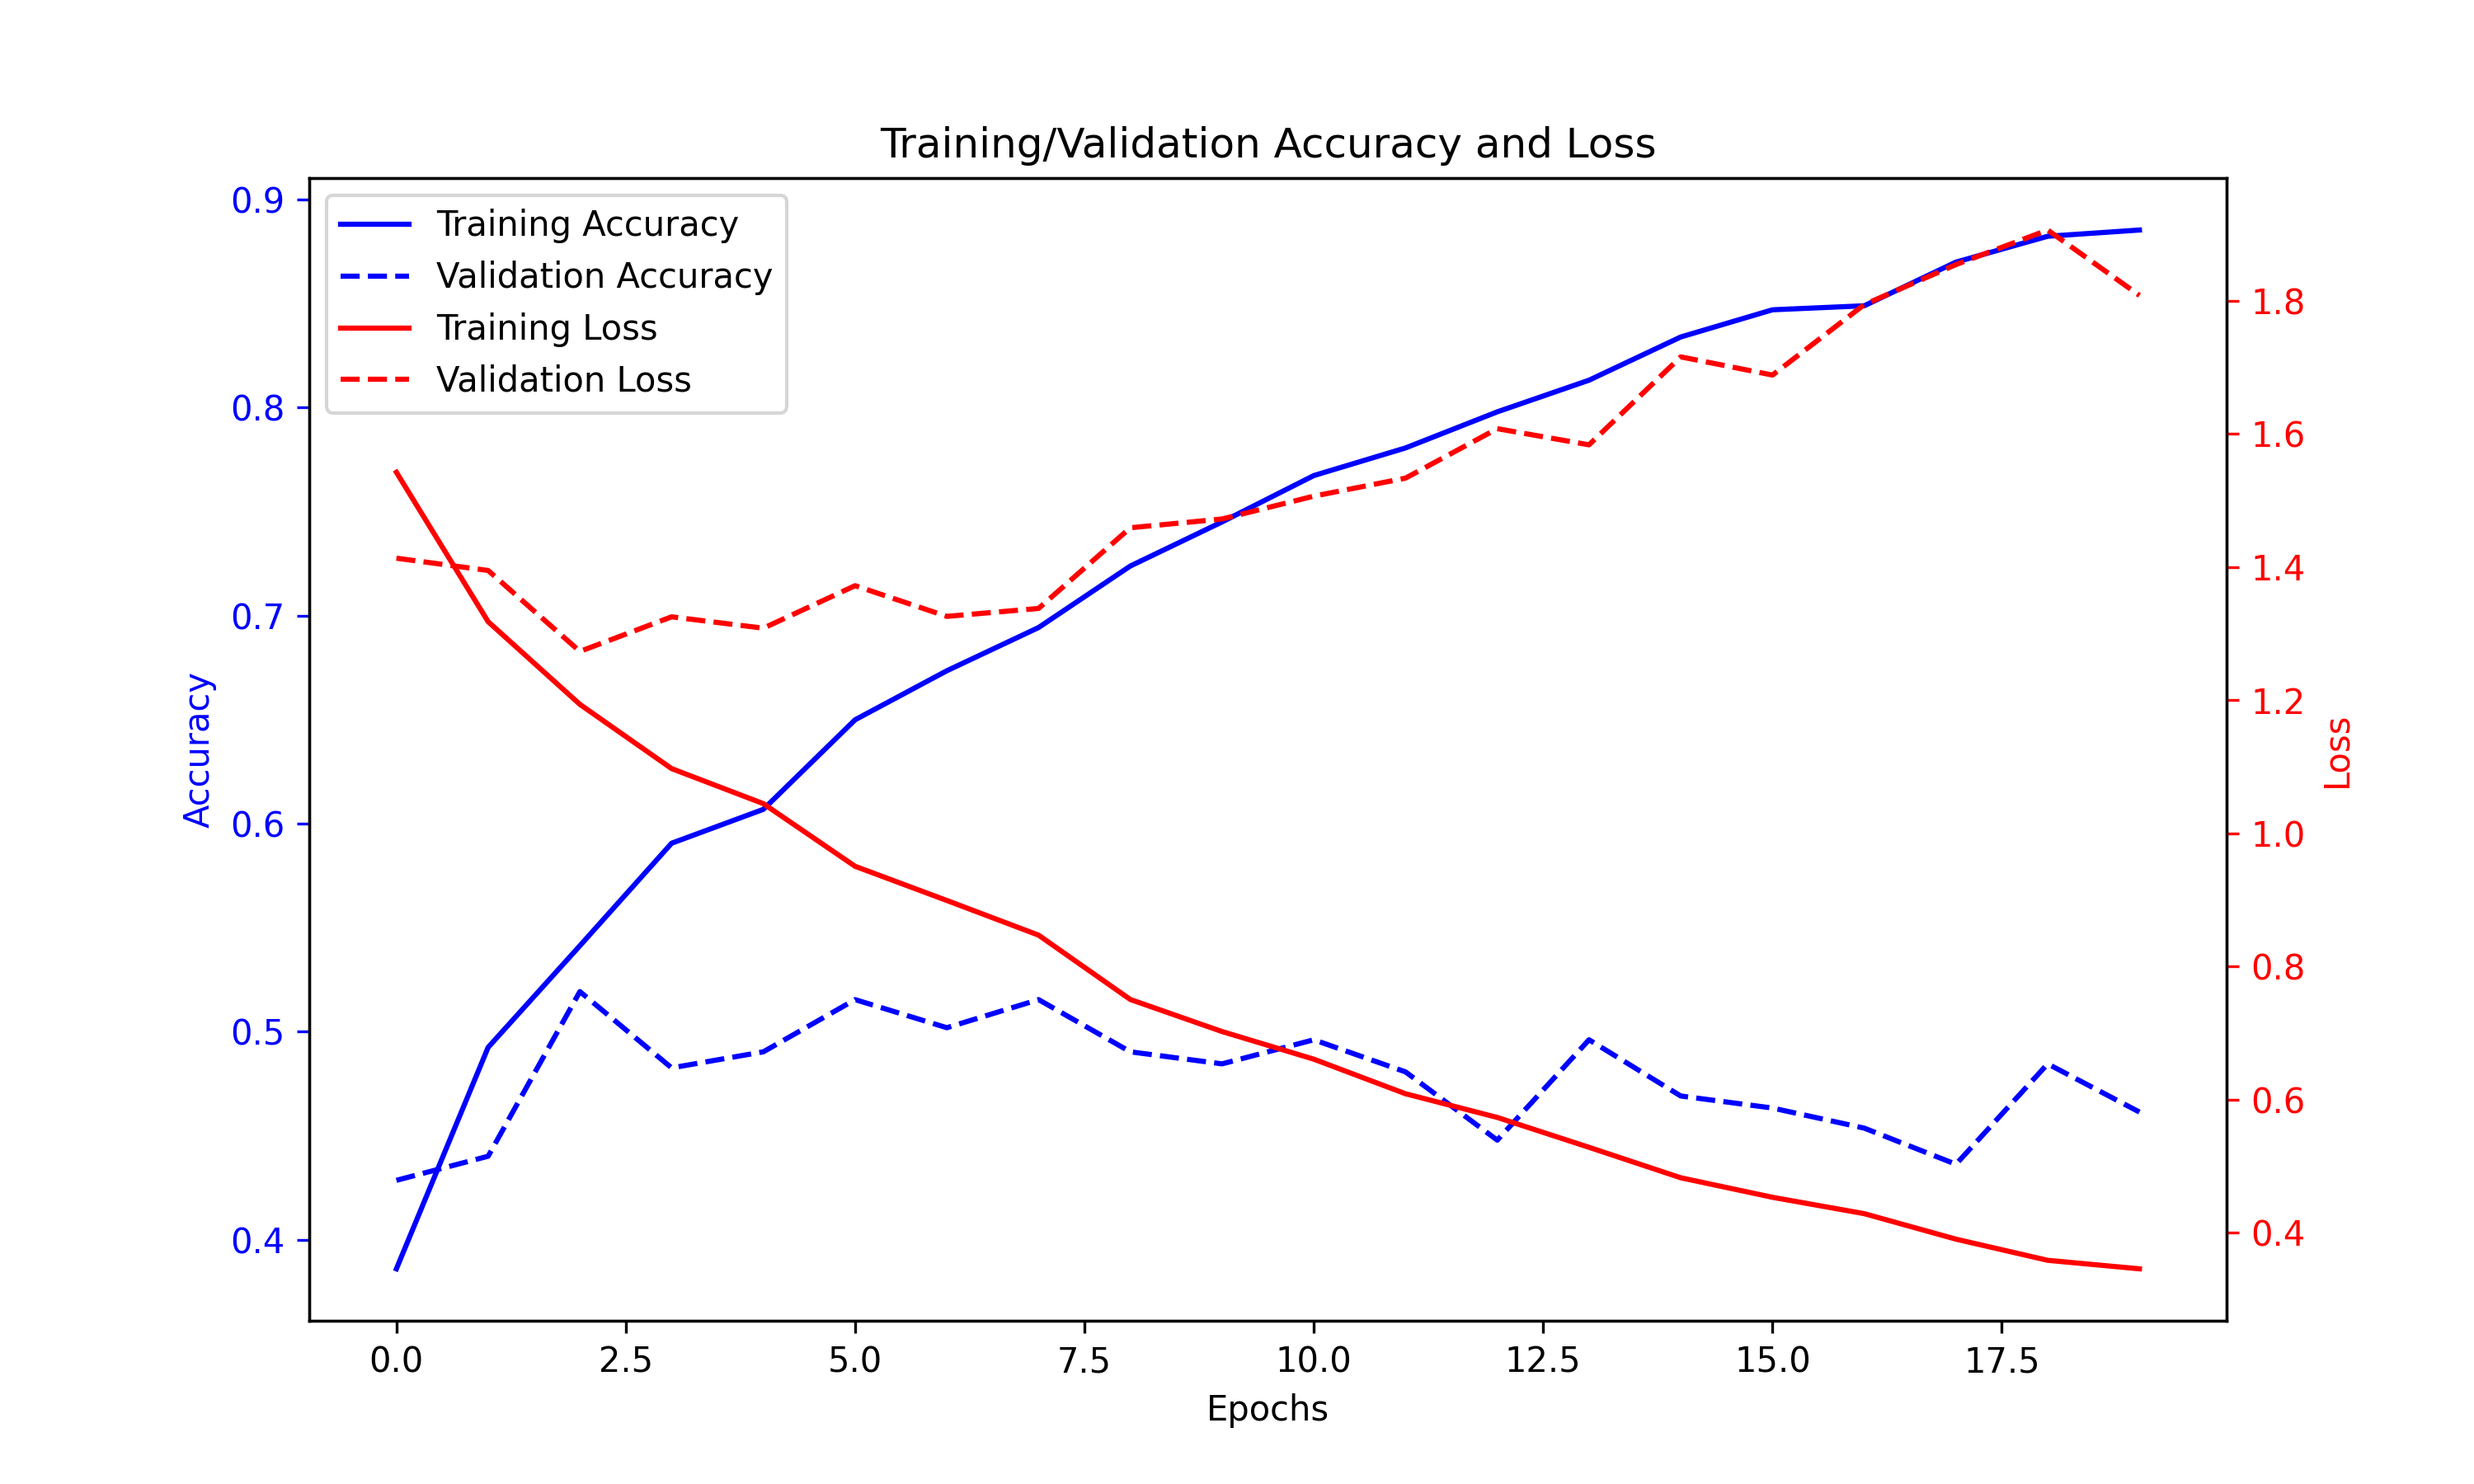 Training/Validation Accuracy and Loss
Training Accuracy
Validation Accuracy
Training Loss
Validation Loss
0.9
0.8
0.7
0.6
0.5
0.4
Accuracy
1.8
1.6
1.4
1.2
1.0
0.8
0.6
0.4
Loss
0.0 2.5 5.0 7.5 10.0 12.5 15.0 17.5
Epochs